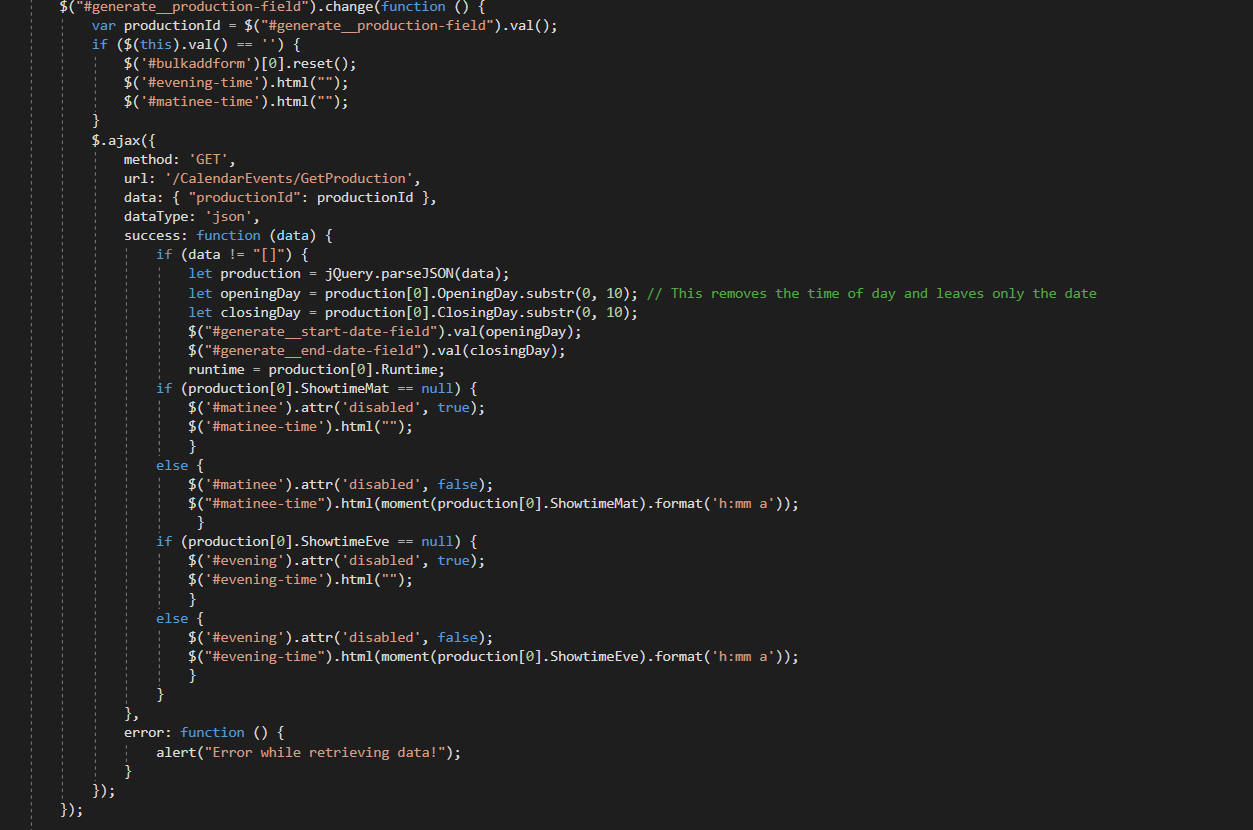 $("#generate__production-field").change(function () {
var productionId = $("#generate__production-field").val();
if ($(this).val() == '') {
$('#bulkaddform')[0].reset();
$('#evening-time').html("");
$('#matinee-time').html("");
}
$.ajax({
method: 'GET',
url: '/CalendarEvents/GetProduction',
data: { "productionId": productionId },
dataType: 'json',
success: function (data) {
if (data != "[]") {
let production = jQuery.parseJSON(data);
let openingDay = production[0].OpeningDay.substr(0, 10); // This removes the time of day and leaves only the date
let closingDay = production[0].ClosingDay.substr(0, 10);
$("#generate__start-date-field").val(openingDay);
$("#generate__end-date-field").val(closingDay);
runtime = production[0].Runtime;
if (production[0].ShowtimeMat == null) {
$('#matinee').attr('disabled', true);
$('#matinee-time').html("");
}
else {
$('#matinee').attr('disabled', false);
$("#matinee-time").html(moment(production[0].ShowtimeMat).format('h:mm a'));
}
if (production[0].ShowtimeEve == null) {
$('#evening').attr('disabled', true);
$('#evening-time').html("");
}
else {
$('#evening').attr('disabled', false);
$("#evening-time").html(moment(production[0].ShowtimeEve).format('h:mm a'));
}
}
},
error: function () {
alert("Error while retrieving data!");
}
});
});